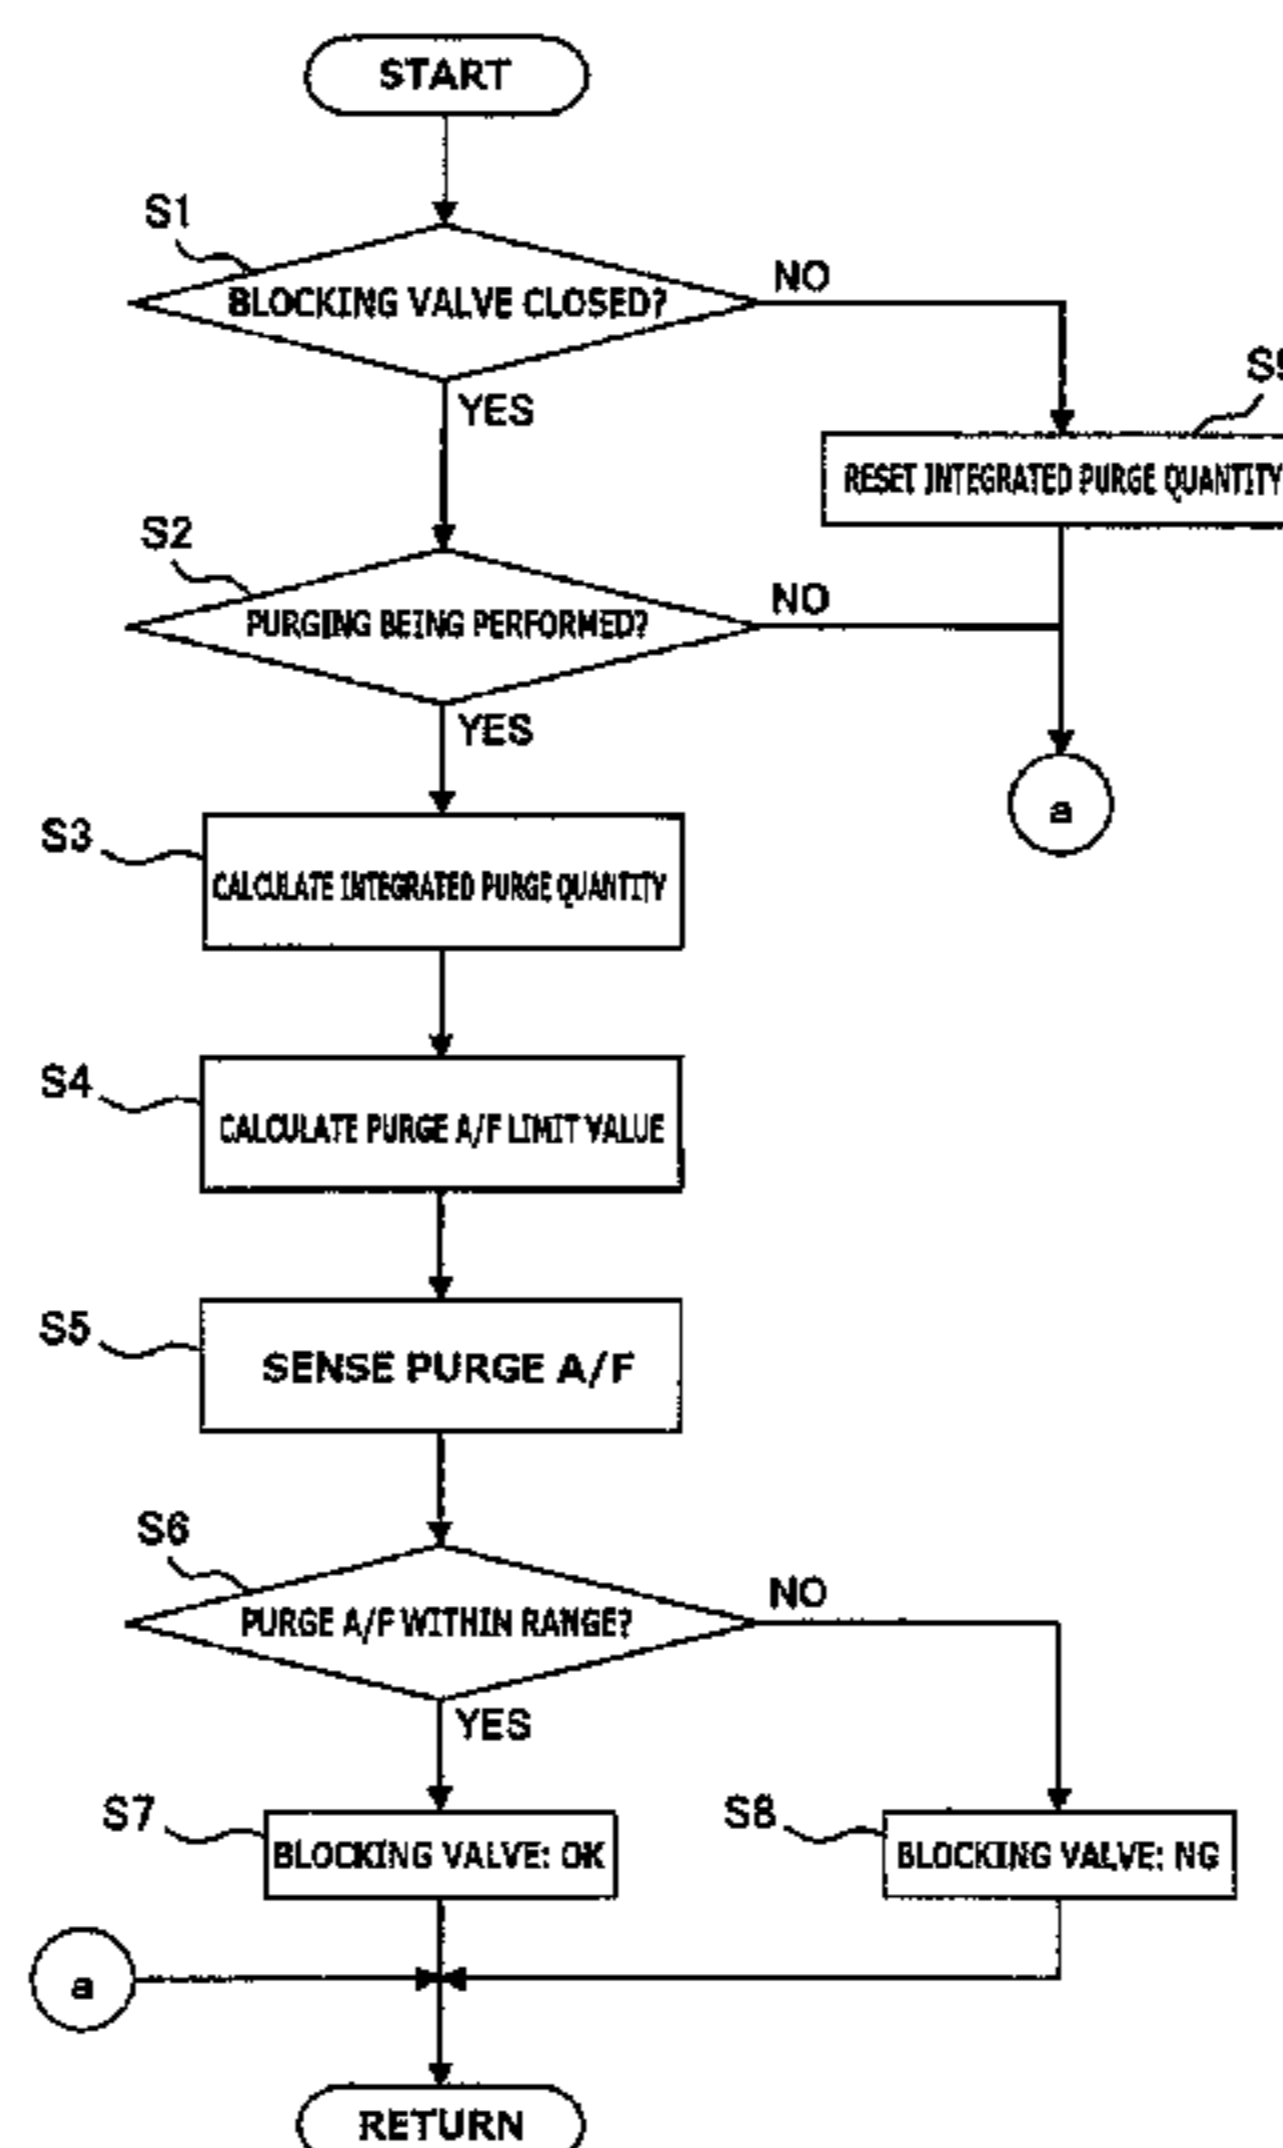 START
S1
BLOCKING VALVE CLOSED?
NO
YES
RESET INTEGRATED PURGE QUANTITY
S2
PURGING BEING PERFORMED?
NO
YES
a
S3
CALCULATE INTEGRATED PURGE QUANTITY
S4
CALCULATE PURGE A/F LIMIT VALUE
S5
SENSE PURGE A/F
S6
PURGE A/F WITHIN RANGE?
NO
YES
S7
BLOCKING VALVE: OK
S8
BLOCKING VALVE: NG
a
RETURN